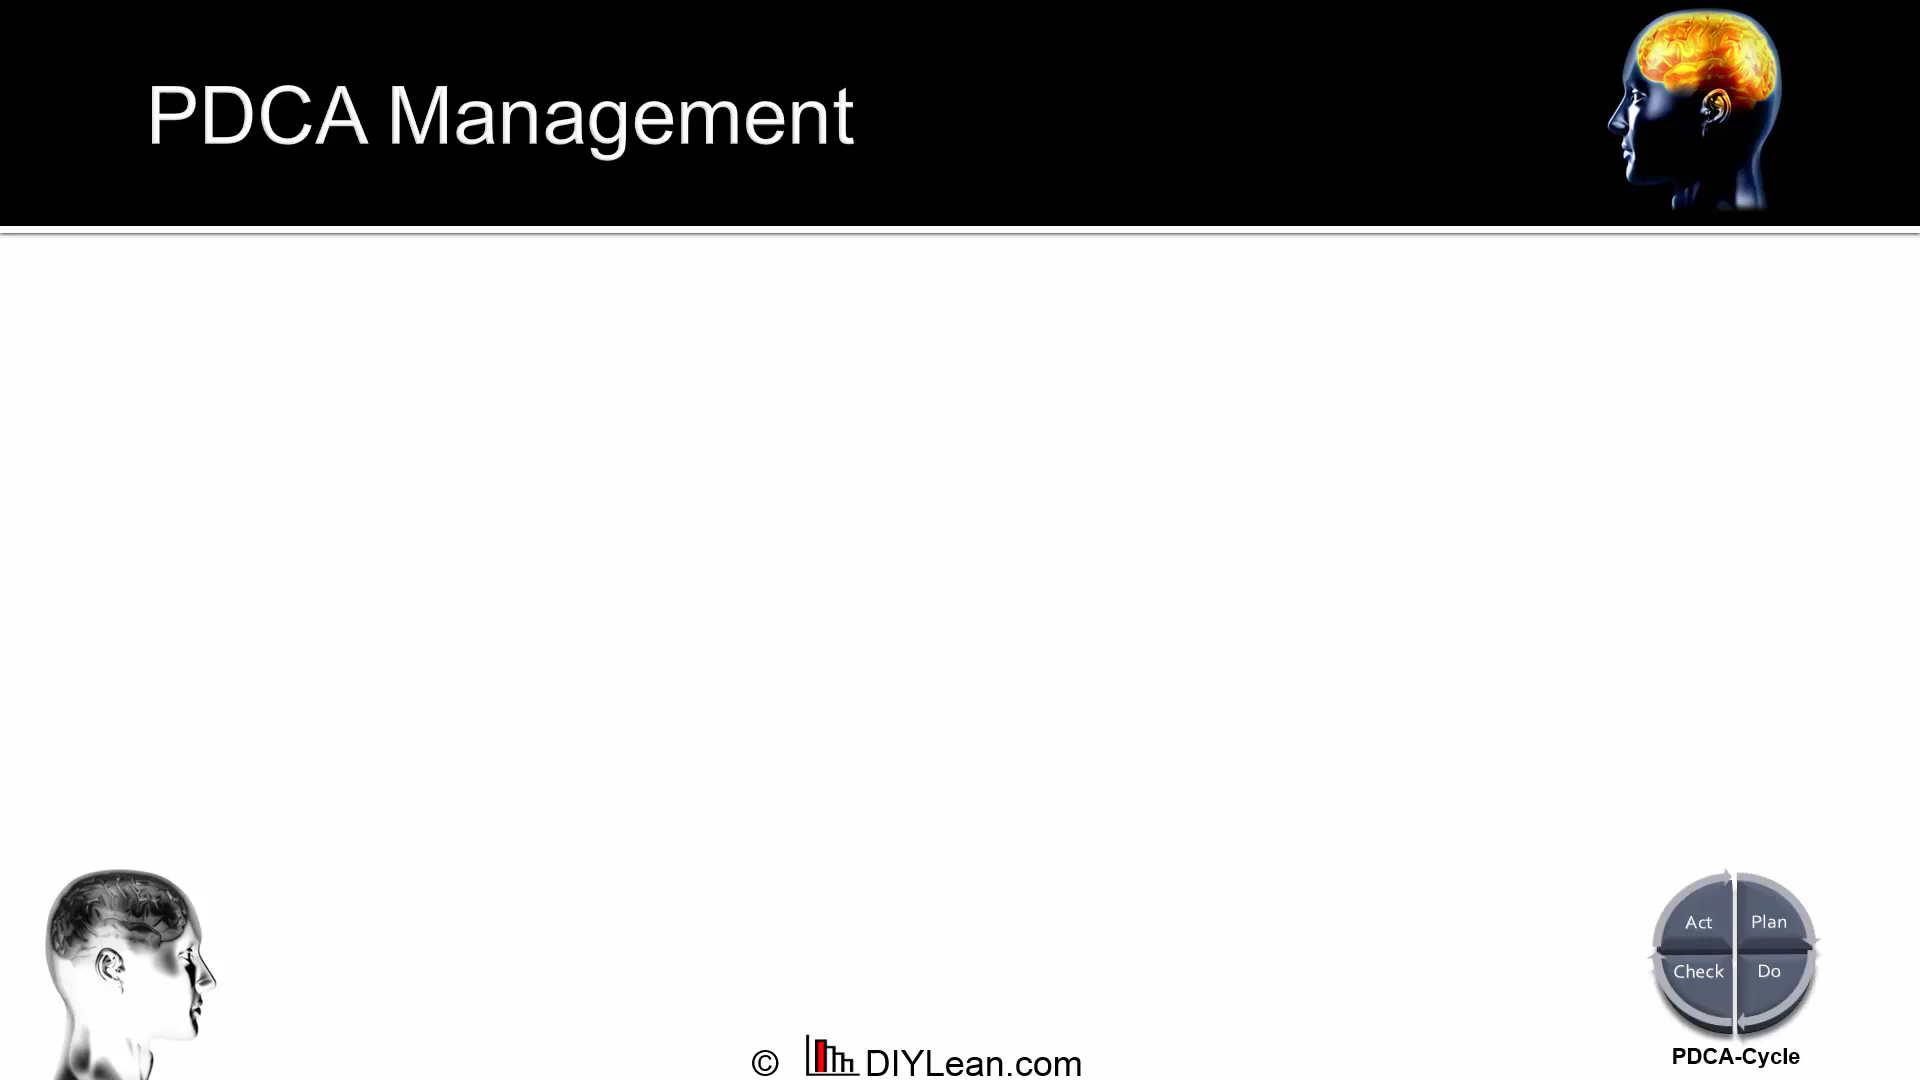 PDCA Management
Act Plan
Check Do
PDCA-Cycle
© DIYLean.com